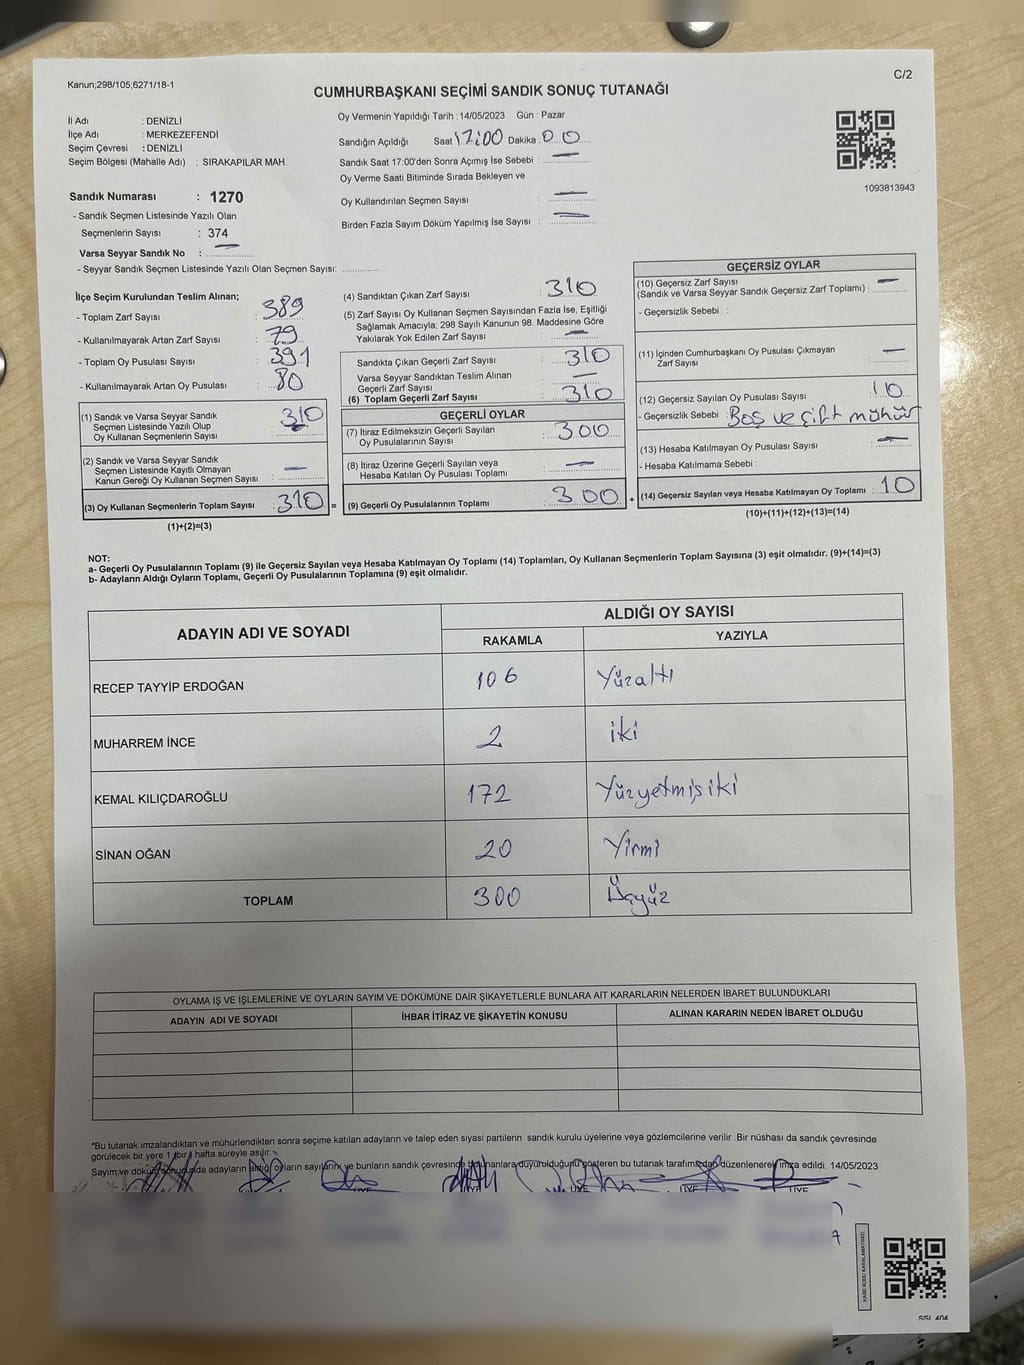 Kanun;298/105;6271/18-1
C/2
CUMHURBAŞKANI SEÇİMİ SANDIK SONUÇ TUTANAĞI
İl Adı : DENİZLİ
İlçe Adı : MERKEZEFENDİ
Seçim Çevresi : DENİZLİ
Seçim Bölgesi (Mahalle Adı) : SIRAKAPILAR MAH.
Sandık Numarası : 1270
- Sandık Seçmen Listesinde Yazılı Olan
Seçmenlerin Sayısı : 374
Varsa Seyyar Sandık No : —
- Seyyar Sandık Seçmen Listesinde Yazılı Olan Seçmen Sayısı: ..............
Oy Vermenin Yapıldığı Tarih : 14/05/2023 Gün : Pazar
Sandığın Açıldığı Saat 17:00 Dakika : 00
Sandık Saat 17:00'den Sonra Açımış İse Sebebi : —
Oy Verme Saati Bitiminde Sırada Bekleyen ve
Oy Kullandırılan Seçmen Sayısı : —
Birden Fazla Sayım Döküm Yapılmış İse Sayısı : —
1093813943
İlçe Seçim Kurulundan Teslim Alınan;
- Toplam Zarf Sayısı : 389
- Kullanılmayarak Artan Zarf Sayısı : 79
- Toplam Oy Pusulası Sayısı : 391
- Kullanılmayarak Artan Oy Pusulası : 80
(1) Sandık ve Varsa Seyyar Sandık
Seçmen Listesinde Yazılı Olup
Oy Kullanan Seçmenlerin Sayısı : 310
(2) Sandık ve Varsa Seyyar Sandık
Seçmen Listesinde Kayıtlı Olmayan
Kanun Gereği Oy Kullanan Seçmen Sayısı : —
(3) Oy Kullanan Seçmenlerin Toplam Sayısı : 310 =
(1)+(2)=(3)
(4) Sandıktan Çıkan Zarf Sayısı : 310
(5) Zarf Sayısı Oy Kullanan Seçmen Sayısından Fazla İse, Eşitliği
Sağlamak Amacıyla; 298 Sayılı Kanunun 98. Maddesine Göre
Yakılarak Yok Edilen Zarf Sayısı : —
Sandıkta Çıkan Geçerli Zarf Sayısı : 310
Varsa Seyyar Sandıktan Teslim Alınan
Geçerli Zarf Sayısı : —
(6) Toplam Geçerli Zarf Sayısı : 310
GEÇERLİ OYLAR
(7) İtiraz Edilmeksizin Geçerli Sayılan
Oy Pusulalarının Sayısı : 300
(8) İtiraz Üzerine Geçerli Sayılan veya
Hesaba Katılan Oy Pusulası Toplamı : —
(9) Geçerli Oy Pusulalarının Toplamı : 300 +
GEÇERSİZ OYLAR
(10) Geçersiz Zarf Sayısı
(Sandık ve Varsa Seyyar Sandık Geçersiz Zarf Toplamı) : —
- Geçersizlik Sebebi :
(11) İçinden Cumhurbaşkanı Oy Pusulası Çıkmayan
Zarf Sayısı : —
(12) Geçersiz Sayılan Oy Pusulası Sayısı : 10
- Geçersizlik Sebebi : Boş ve çift mühür
(13) Hesaba Katılmayan Oy Pusulası Sayısı : —
- Hesaba Katılmama Sebebi :
(14) Geçersiz Sayılan veya Hesaba Katılmayan Oy Toplamı : 10
(10)+(11)+(12)+(13)=(14)
NOT:
a- Geçerli Oy Pusulalarının Toplamı (9) ile Geçersiz Sayılan veya Hesaba Katılmayan Oy Toplamı (14) Toplamları, Oy Kullanan Seçmenlerin Toplam Sayısına (3) eşit olmalıdır. (9)+(14)=(3)
b- Adayların Aldığı Oyların Toplamı, Geçerli Oy Pusulalarının Toplamına (9) eşit olmalıdır.
ADAYIN ADI VE SOYADI
ALDIĞI OY SAYISI
RAKAMLA YAZIYLA
RECEP TAYYİP ERDOĞAN 106 Yüzaltı
MUHARREM İNCE 2 iki
KEMAL KILIÇDAROĞLU 172 Yüzyetmişiki
SİNAN OĞAN 20 Yirmi
TOPLAM 300 Üçyüz
OYLAMA İŞ VE İŞLEMLERİNE VE OYLARIN SAYIM VE DÖKÜMÜNE DAİR ŞİKAYETLERLE BUNLARA AİT KARARLARIN NELERDEN İBARET BULUNDUKLARI
ADAYIN ADI VE SOYADI İHBAR İTİRAZ VE ŞİKAYETİN KONUSU ALINAN KARARIN NEDEN İBARET OLDUĞU
*Bu tutanak imzalandıktan ve mühürlendikten sonra seçime katılan adayların ve talep eden siyasi partilerin sandık kurulu üyelerine veya gözlemcilerine verilir .Bir nüshası da sandık çevresinde
görülecek bir yere 1 (bir) hafta süreyle asılır.
Sayım ve döküm sonucunda adayların aldığı oyların sayılarını ve bunların sandık çevresinde bulunanlara duyurulduğunu gösteren bu tutanak tarafımızdan düzenlenerek imza edildi. 14/05/2023
ÜYE ÜYE ÜYE ÜYE ÜYE
KARE KODU KARALAMAYINIZ!